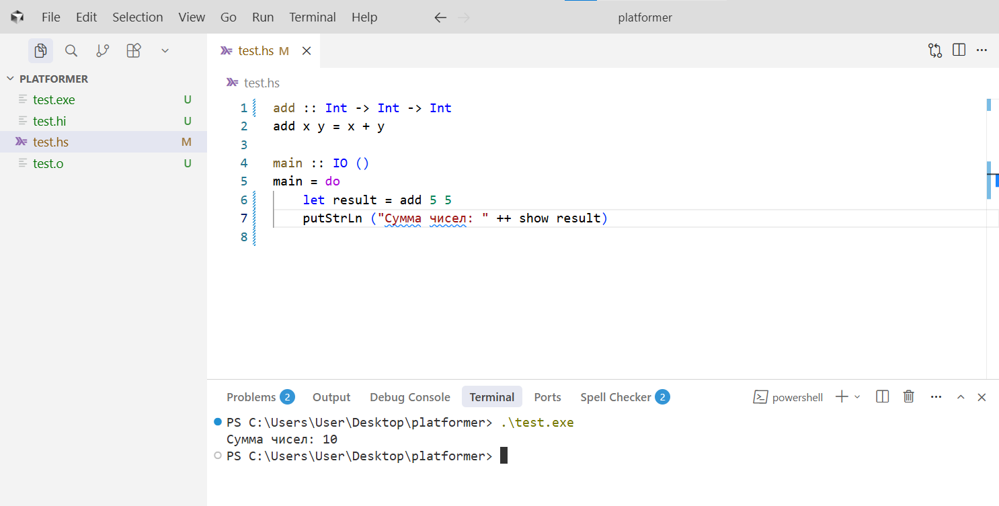 File Edit Selection View Go Run Terminal Help platformer
test.hs M
PLATFORMER
test.hs
test.exe U
test.hi U
test.hs M
test.o U
1 add :: Int -> Int -> Int
2 add x y = x + y
3
4 main :: IO ()
5 main = do
6 let result = add 5 5
7 putStrLn ("Сумма чисел: " ++ show result)
8
Problems 2 Output Debug Console Terminal Ports Spell Checker 2 powershell
PS C:\Users\User\Desktop\platformer> .\test.exe
Сумма чисел: 10
PS C:\Users\User\Desktop\platformer>